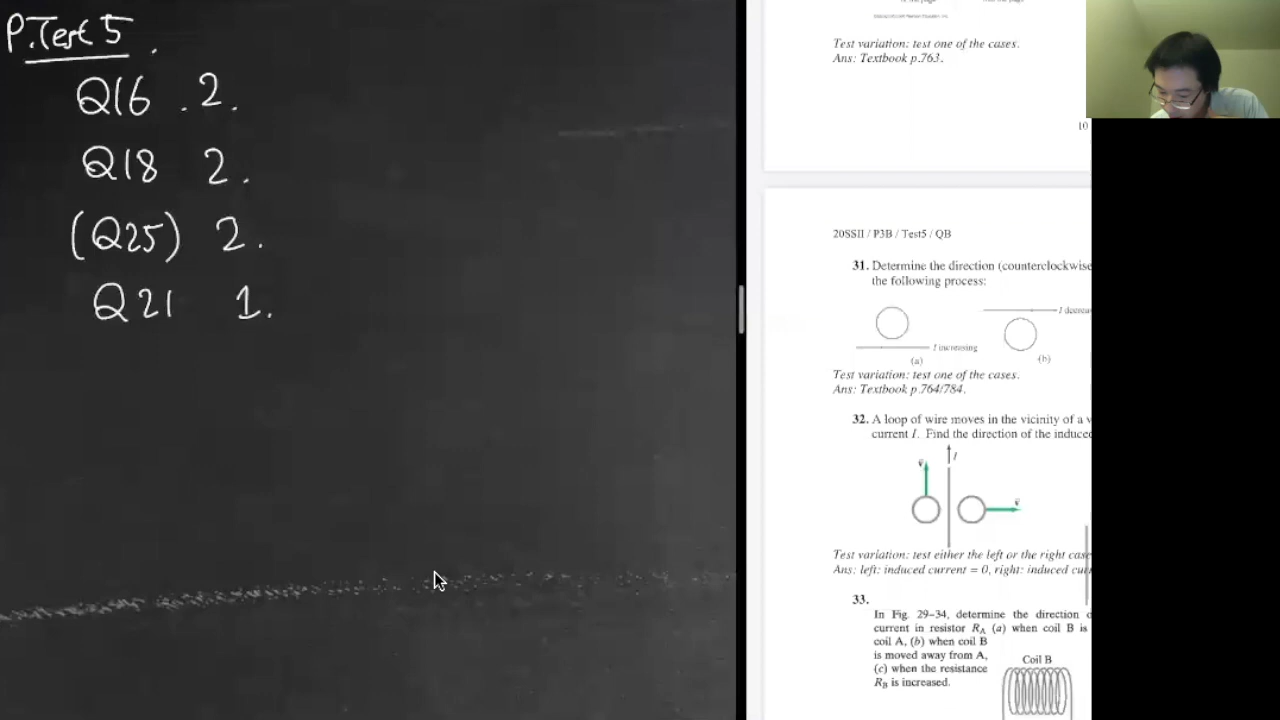 P.Test 5.
Q16 . 2.
Q18 2.
(Q25) 2.
Q21 1.
Test variation: test one of the cases.
Ans: Textbook p.763.
10
20SSII / P3B / Test5 / QB
31. Determine the direction (counterclockwise
the following process:
I increasing
(a)
I decrea
(b)
Test variation: test one of the cases.
Ans: Textbook p.764/784.
32. A loop of wire moves in the vicinity of a v
current I. Find the direction of the induced
v
I
v
Test variation: test either the left or the right case
Ans: left: induced current = 0, right: induced cur
33.
In Fig. 29–34, determine the direction o
current in resistor RA (a) when coil B is
coil A, (b) when coil B
is moved away from A,
(c) when the resistance
RB is increased.
Coil B